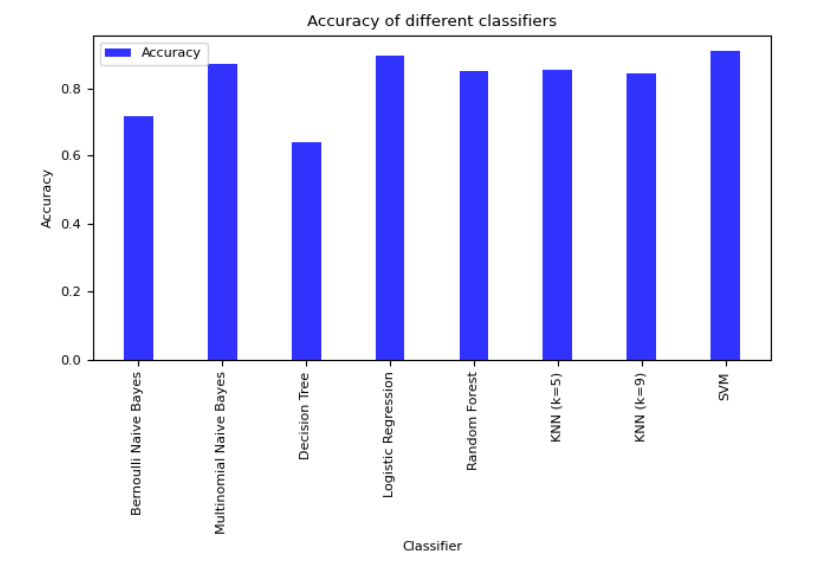 Accuracy of different classifiers
Accuracy
Accuracy
0.8
0.6
0.4
0.2
0.0
Bernoulli Naive Bayes
Multinomial Naive Bayes
Decision Tree
Logistic Regression
Random Forest
KNN (k=5)
KNN (k=9)
SVM
Classifier